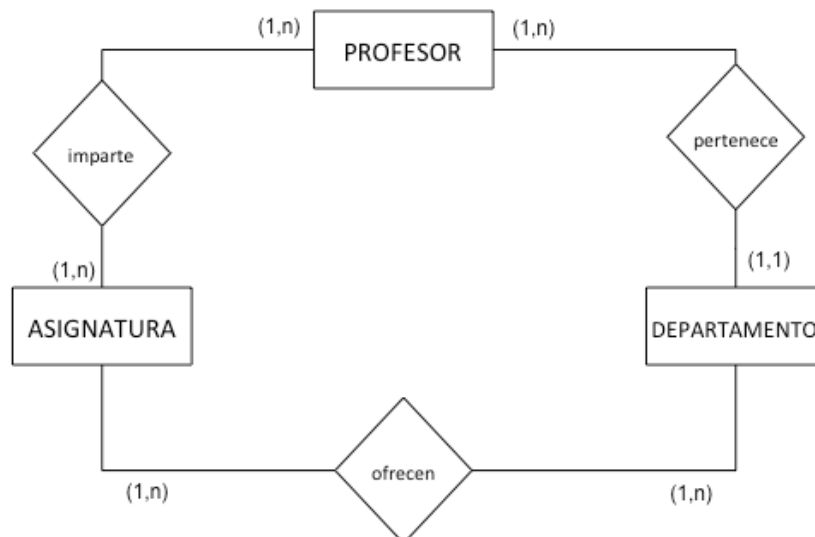 (1,n)
PROFESOR
(1,n)
imparte
pertenece
(1,n)
(1,1)
ASIGNATURA
DEPARTAMENTO
ofrecen
(1,n)
(1,n)